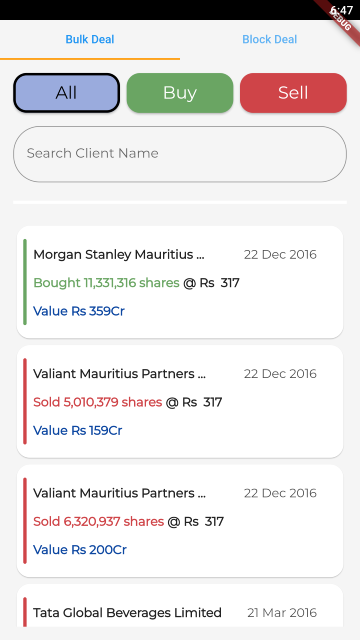 6:47
DEBUG
Bulk Deal
Block Deal
All
Buy
Sell
Search Client Name
Morgan Stanley Mauritius ...
22 Dec 2016
Bought 11,331,316 shares @ Rs 317
Value Rs 359Cr
Valiant Mauritius Partners ...
22 Dec 2016
Sold 5,010,379 shares @ Rs 317
Value Rs 159Cr
Valiant Mauritius Partners ...
22 Dec 2016
Sold 6,320,937 shares @ Rs 317
Value Rs 200Cr
Tata Global Beverages Limited
21 Mar 2016